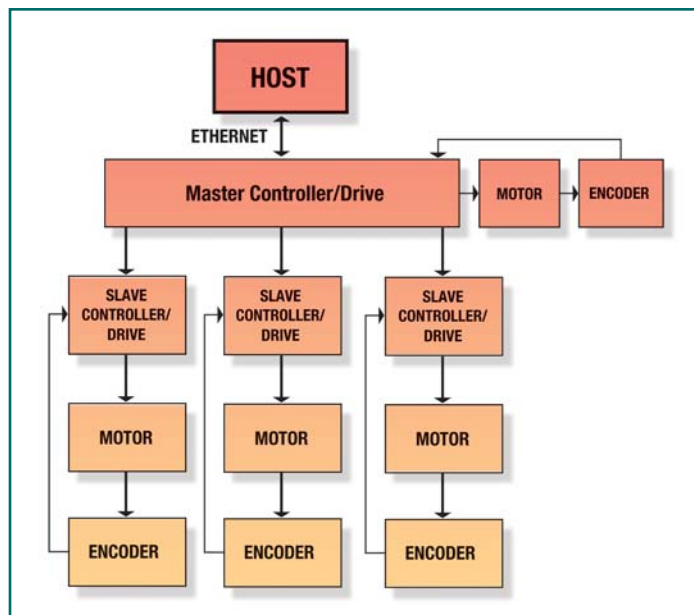 HOST
ETHERNET
Master Controller/Drive
MOTOR
ENCODER
SLAVE
CONTROLLER/
DRIVE
SLAVE
CONTROLLER/
DRIVE
SLAVE
CONTROLLER/
DRIVE
MOTOR
MOTOR
MOTOR
ENCODER
ENCODER
ENCODER